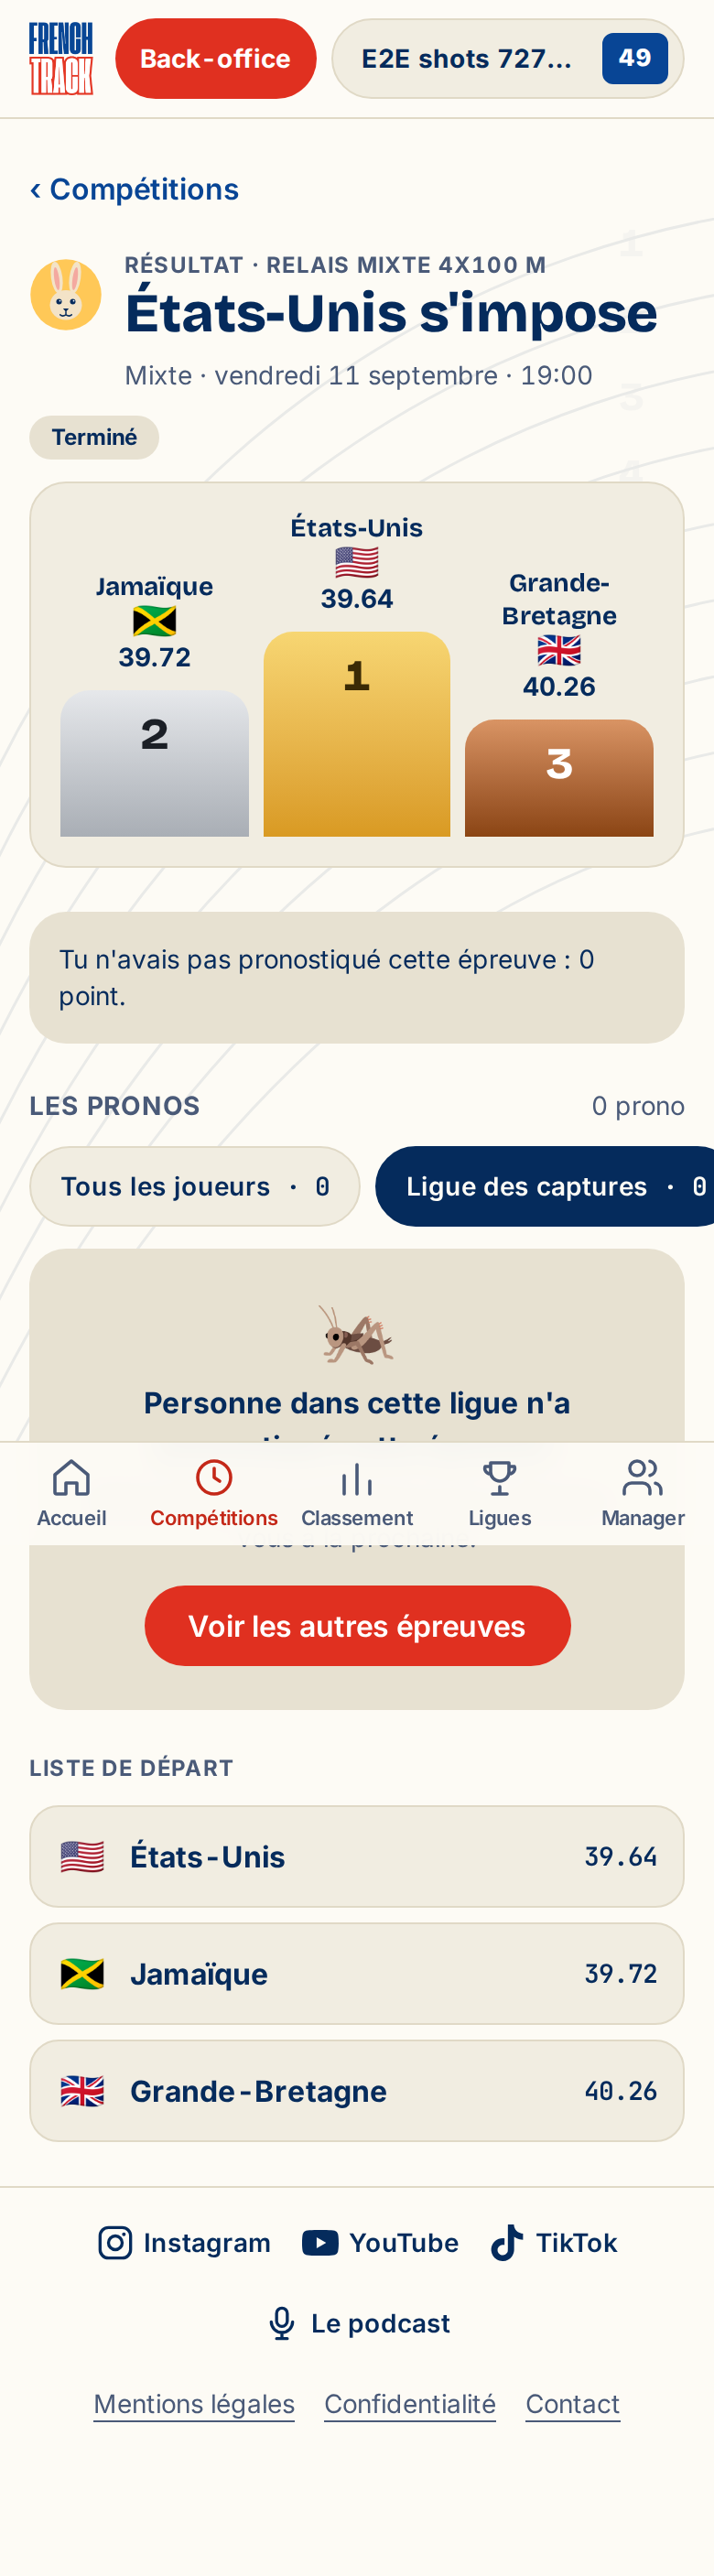 FRENCH
TRACK
Back-office
E2E shots 727...
49
‹ Compétitions
RÉSULTAT · RELAIS MIXTE 4X100 M
États-Unis s'impose
Mixte · vendredi 11 septembre · 19:00
1
3
4
Terminé
États-Unis
39.64
Jamaïque
39.72
Grande-
Bretagne
40.26
1
2
3
Tu n'avais pas pronostiqué cette épreuve : 0
point.
LES PRONOS
0 prono
Tous les joueurs · 0
Ligue des captures · 0
Personne dans cette ligue n'a
Accueil
Compétitions
Classement
Ligues
Manager
Voir les autres épreuves
LISTE DE DÉPART
États-Unis
39.64
Jamaïque
39.72
Grande-Bretagne
40.26
Instagram
YouTube
TikTok
Le podcast
Mentions légales
Confidentialité
Contact